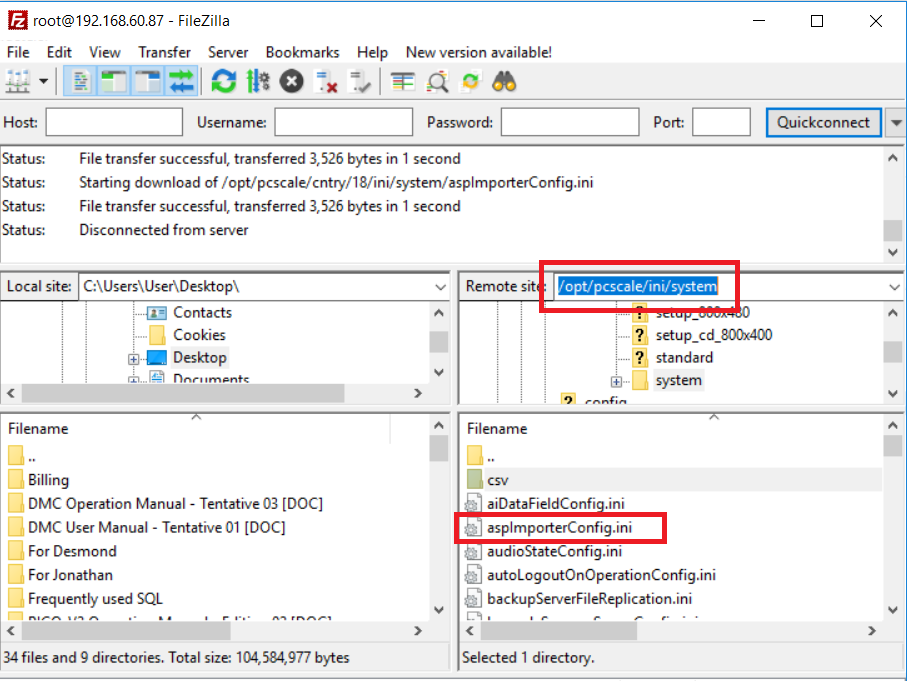 root@192.168.60.87 - FileZilla
File Edit View Transfer Server Bookmarks Help New version available!
Host: Username: Password: Port: Quickconnect
Status: File transfer successful, transferred 3,526 bytes in 1 second
Status: Starting download of /opt/pcscale/cntry/18/ini/system/aspImporterConfig.ini
Status: File transfer successful, transferred 3,526 bytes in 1 second
Status: Disconnected from server
Local site: C:\Users\User\Desktop\
Contacts
Cookies
Desktop
Documents
Remote site: /opt/pcscale/ini/system
setup_800x480
setup_cd_800x400
standard
system
config
Filename
..
Billing
DMC Operation Manual - Tentative 03 [DOC]
DMC User Manual - Tentative 01 [DOC]
For Desmond
For Jonathan
Frequently used SQL
34 files and 9 directories. Total size: 104,584,977 bytes
Filename
..
csv
aiDataFieldConfig.ini
aspImporterConfig.ini
audioStateConfig.ini
autoLogoutOnOperationConfig.ini
backupServerFileReplication.ini
Selected 1 directory.